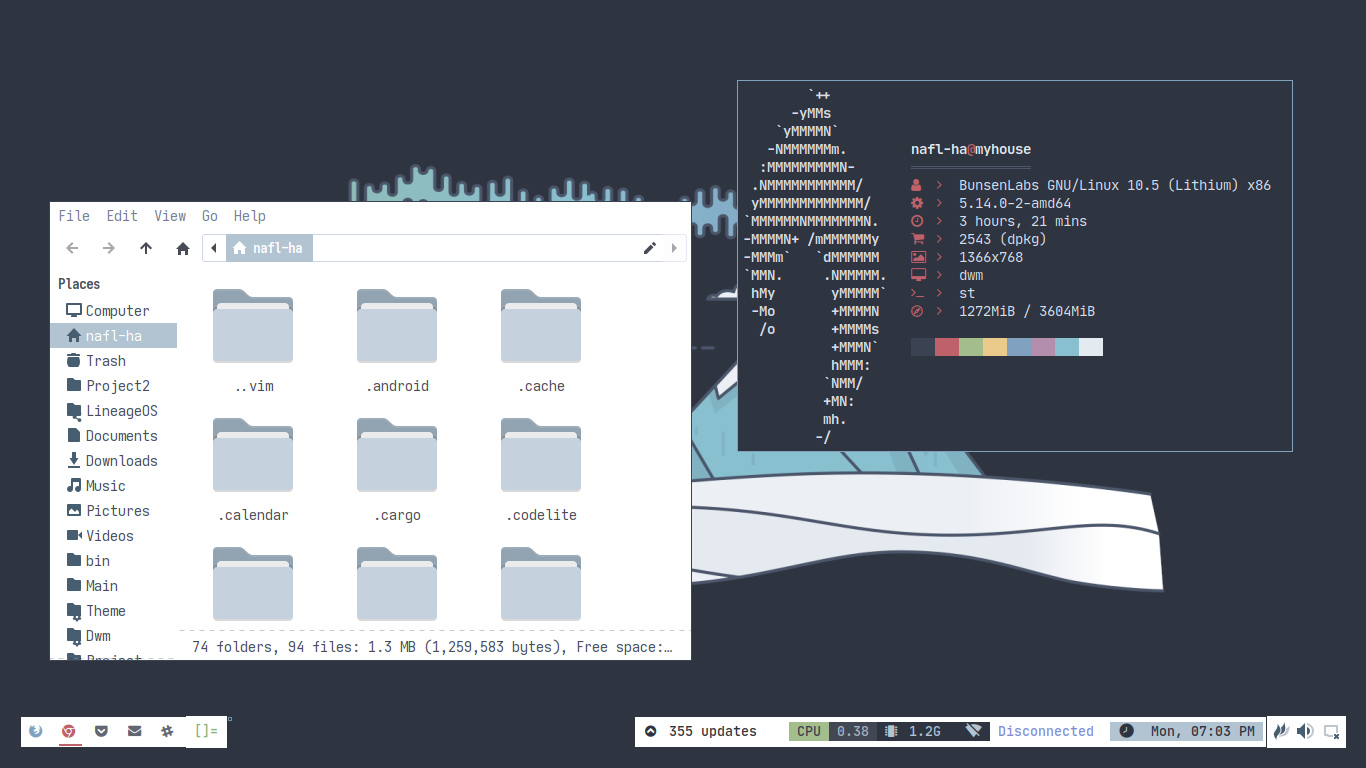 File Edit View Go Help
nafl-ha
Places
Computer
nafl-ha
Trash
Project2
LineageOS
Documents
Downloads
Music
Pictures
Videos
bin
Main
Theme
Dwm
Project
..vim
.android
.cache
.calendar
.cargo
.codelite
74 folders, 94 files: 1.3 MB (1,259,583 bytes), Free space:…
`++
-yMMs
`yMMMMN`
-NMMMMMMm.
:MMMMMMMMMN-
.NMMMMMMMMMMM/
yMMMMMMMMMMMMM/
`MMMMMMNMMMMMMMN.
-MMMMN+ /mMMMMMMy
-MMMm` `dMMMMMM
`MMN. .NMMMMM.
hMy yMMMMM`
-Mo +MMMMN
/o +MMMMs
+MMMN`
hMMM:
`NMM/
+MN:
mh.
-/
nafl-ha@myhouse
> BunsenLabs GNU/Linux 10.5 (Lithium) x86
> 5.14.0-2-amd64
> 3 hours, 21 mins
> 2543 (dpkg)
> 1366x768
> dwm
>_ > st
> 1272MiB / 3604MiB
[]=
355 updates
CPU 0.38 1.2G Disconnected Mon, 07:03 PM